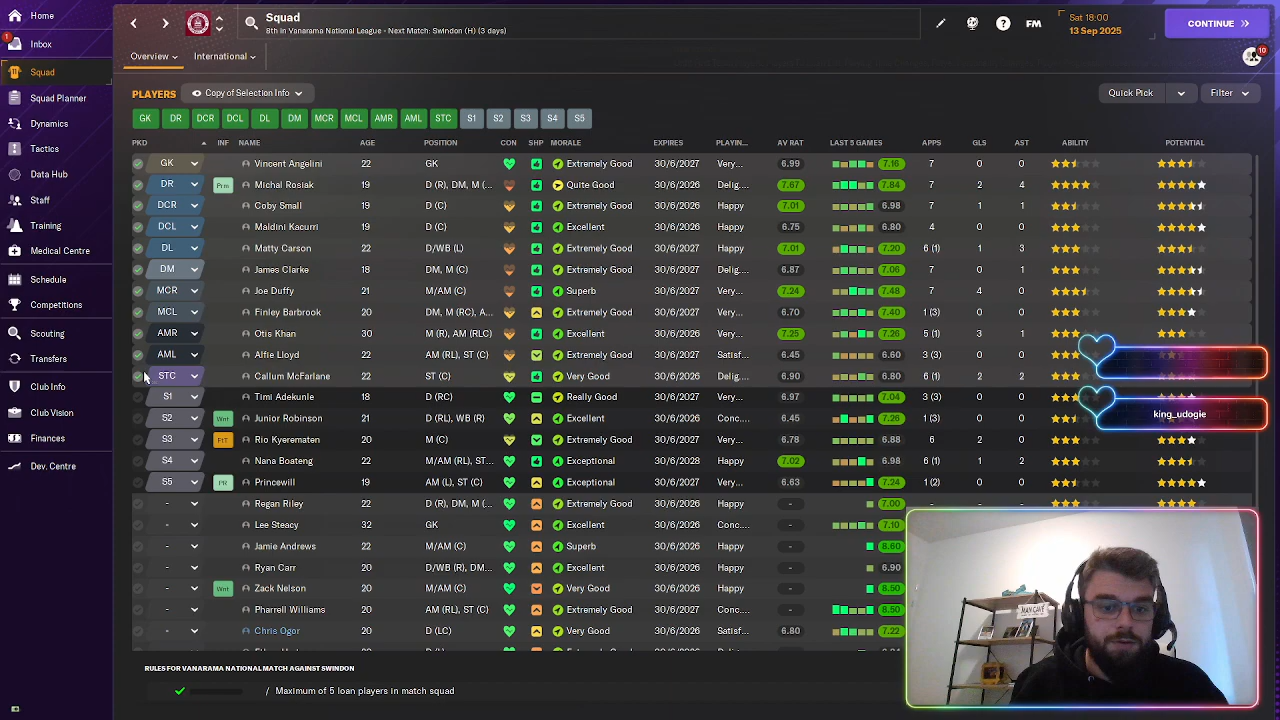 Home
Inbox
1
Squad
Squad Planner
Dynamics
Tactics
Data Hub
Staff
Training
Medical Centre
Schedule
Competitions
Scouting
Transfers
Club Info
Club Vision
Finances
Dev. Centre
Squad
8th in Vanarama National League - Next Match: Swindon (H) (3 days)
FM
Sat 18:00
13 Sep 2025
CONTINUE
Overview
International
10
PLAYERS
Copy of Selection Info
Quick Pick
Filter
GK DR DCR DCL DL DM MCR MCL AMR AML STC S1 S2 S3 S4 S5
PKD INF NAME AGE POSITION CON SHP MORALE EXPIRES PLAYIN... AV RAT LAST 5 GAMES APPS GLS AST ABILITY POTENTIAL
GK Vincent Angelini 22 GK Extremely Good 30/6/2027 Very... 6.99 7.16 7 0 0
DR Prm Michal Rosiak 19 D (R), DM, M (... Quite Good 30/6/2026 Delig... 7.67 7.84 7 2 4
DCR Coby Small 19 D (C) Extremely Good 30/6/2027 Happy 7.01 6.98 7 1 1
DCL Maldini Kacurri 19 D (C) Excellent 30/6/2026 Happy 6.75 6.80 4 0 0
DL Matty Carson 22 D/WB (L) Extremely Good 30/6/2027 Happy 7.01 7.20 6 (1) 1 3
DM James Clarke 18 DM, M (C) Extremely Good 30/6/2027 Delig... 6.87 7.06 7 0 1
MCR Joe Duffy 19 M/AM (C) Superb 30/6/2027 Happy 7.24 7.48 7 4 0
MCL Finley Barbrook 20 DM, M (RC), A... Extremely Good 30/6/2026 Very... 6.70 7.40 1 (3) 0 0
AMR Otis Khan 30 M (R), AM (RLC) Excellent 30/6/2026 Very... 7.25 7.26 5 (1) 3 1
AML Alfie Lloyd 22 AM (RL), ST (C) Extremely Good 30/6/2026 Satisf... 6.45 6.60 3 (3) 0 0
STC Callum McFarlane 22 ST (C) Very Good 30/6/2027 Delig... 6.90 6.80 6 (1) 2 2
S1 Timi Adekunle 18 D (RC) Really Good 30/6/2027 Happy 6.97 7.04 3 (3) 0 0
S2 Wnt Junior Robinson 21 D (RL), WB (R) Excellent 30/6/2026 Happy 6.45 7.26 1 (3) 0 0
S3 Rio Kyerematen 20 M (C) Extremely Good 30/6/2026 Very... 6.78 6.88 2 0
S4 Nana Boateng 22 M/AM (RL), ST... Exceptional 30/6/2028 Happy 7.02 6.98 6 (1) 1 2
S5 PR Princewill 19 AM (RL), ST (C) Exceptional 30/6/2026 Very... 6.63 7.24 1 (2) 0 0
- Regan Riley 22 D (R), DM, M (... Extremely Good 30/6/2026 Happy - 7.00 - - -
- Lee Steacy 32 GK Excellent 30/6/2026 Conc... - 7.10
- Jamie Andrews 22 M/AM (C) Superb 30/6/2026 Happy - 8.60
- Ryan Carr 20 D/WB (R), DM... Excellent 30/6/2026 Happy - 6.90
- Wnt Zack Nelson 20 M/AM (C) Very Good 30/6/2026 Happy - 8.50
- Pharrell Williams 20 AM (RL), ST (C) Extremely Good 30/6/2027 Conc... - 8.50
- Chris Ogor 20 D (LC) Very Good 30/6/2026 Satisf... 6.80 7.22
king_udogie
MAN CAVE
RULES FOR VANARAMA NATIONAL MATCH AGAINST SWINDON
/ Maximum of 5 loan players in match squad